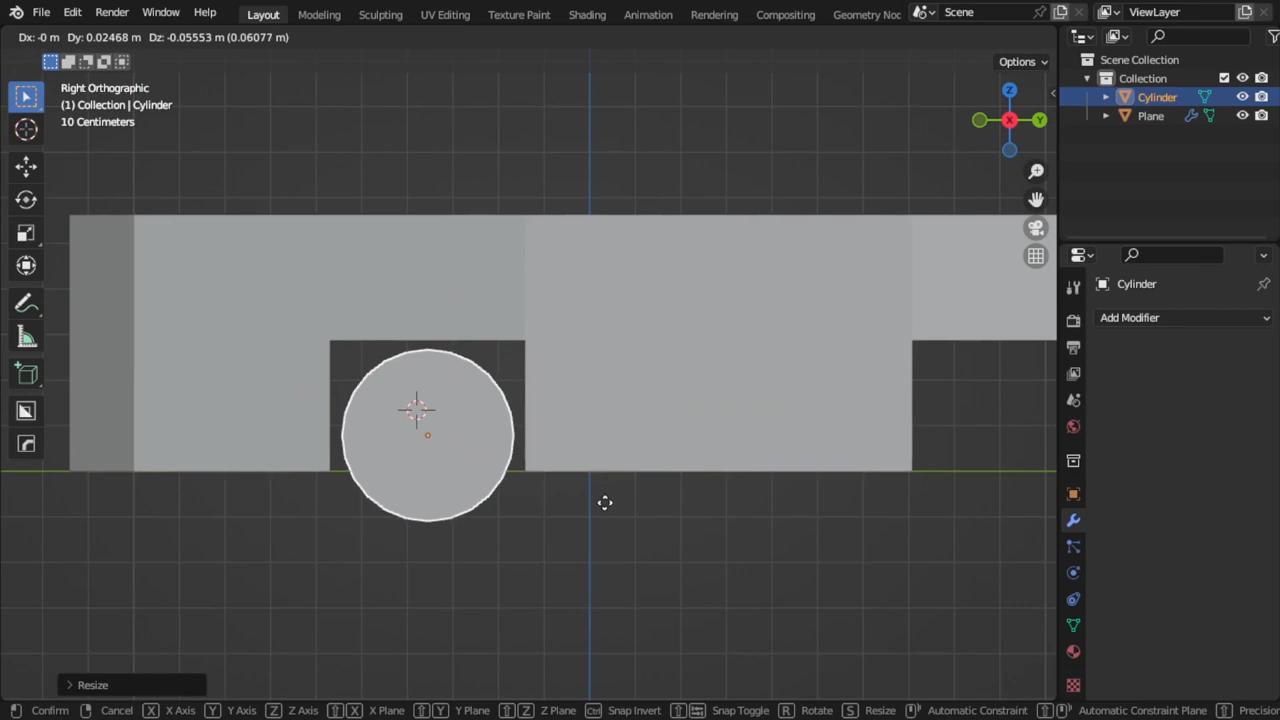 File Edit Render Window Help Layout Modeling Sculpting UV Editing Texture Paint Shading Animation Rendering Compositing Geometry Noc Scene ViewLayer
Dx: -0 m Dy: 0.02468 m Dz: -0.05553 m (0.06077 m)
Options
Right Orthographic
(1) Collection | Cylinder
10 Centimeters
Z
Y
X
Scene Collection
Collection
Cylinder
Plane
Cylinder
Add Modifier
Resize
Confirm Cancel X X Axis Y Y Axis Z Z Axis X X Plane Y Y Plane Z Z Plane Ctrl Snap Invert Snap Toggle R Rotate S Resize Automatic Constraint Automatic Constraint Plane Precision